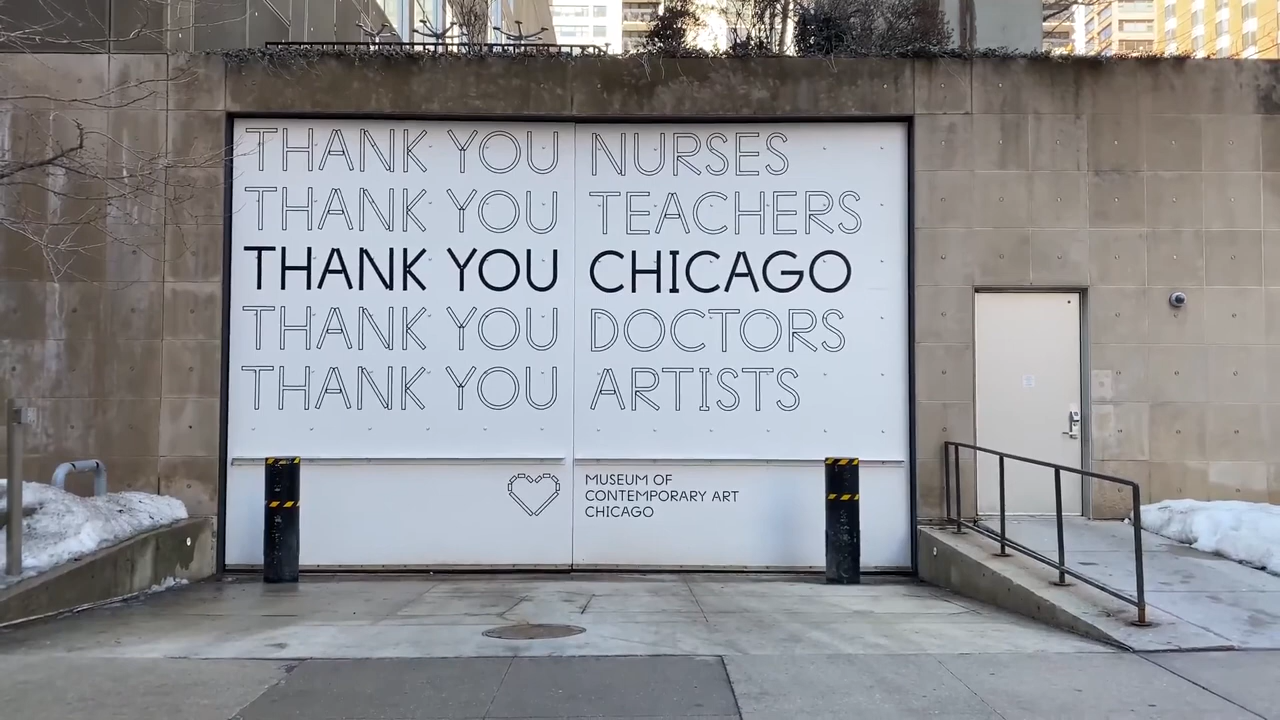 THANK YOU NURSES
THANK YOU TEACHERS
THANK YOU CHICAGO
THANK YOU DOCTORS
THANK YOU ARTISTS
MUSEUM OF
CONTEMPORARY ART
CHICAGO